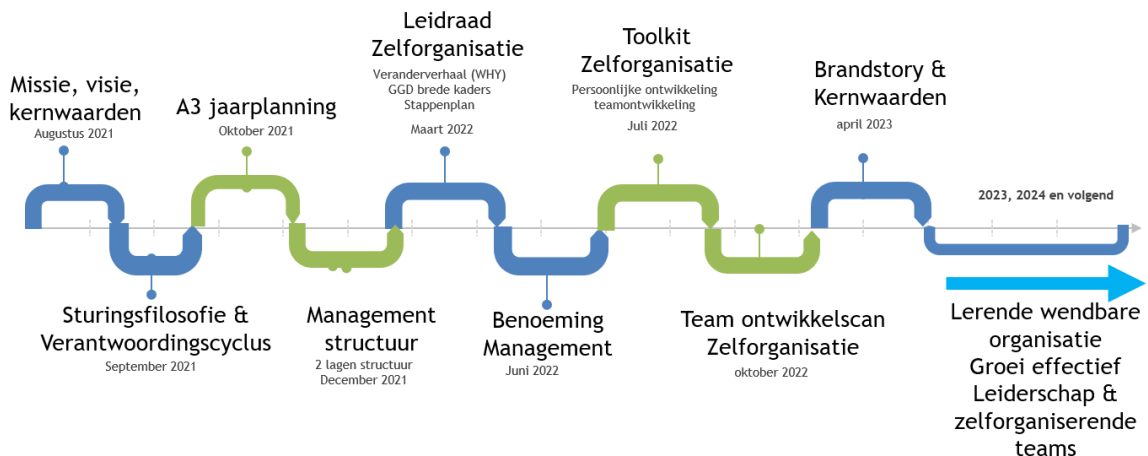 Missie, visie,
kernwaarden
Augustus 2021
Sturingsfilosofie &
Verantwoordingscyclus
September 2021
A3 jaarplanning
Oktober 2021
Management
structuur
2 lagen structuur
December 2021
Leidraad
Zelforganisatie
Veranderverhaal (WHY)
GGD brede kaders
Stappenplan
Maart 2022
Benoeming
Management
Juni 2022
Toolkit
Zelforganisatie
Persoonlijke ontwikkeling
teamontwikkeling
Juli 2022
Team ontwikkelscan
Zelforganisatie
oktober 2022
Brandstory &
Kernwaarden
april 2023
2023, 2024 en volgend
Lerende wendbare
organisatie
Groei effectief
Leiderschap &
zelforganiserende
teams